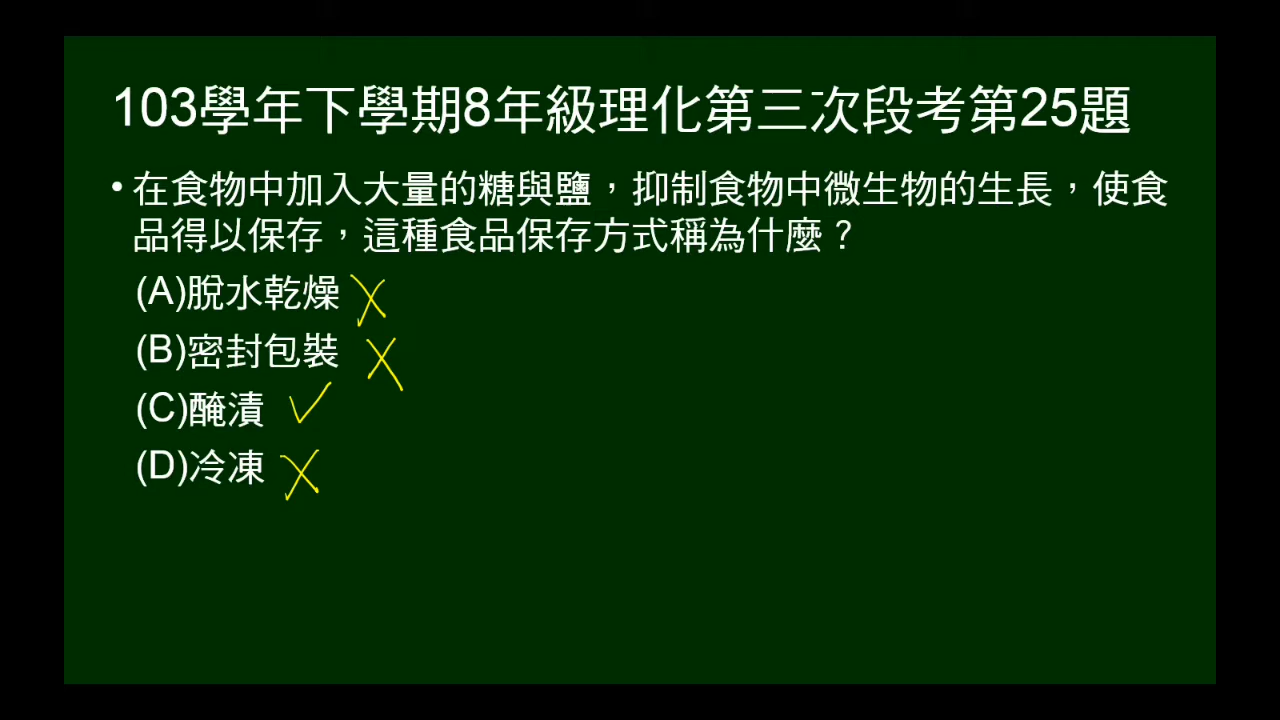 103學年下學期8年級理化第三次段考第25題
• 在食物中加入大量的糖與鹽，抑制食物中微生物的生長，使食
品得以保存，這種食品保存方式稱為什麼？
(A)脫水乾燥
(B)密封包裝
(C)醃漬
(D)冷凍